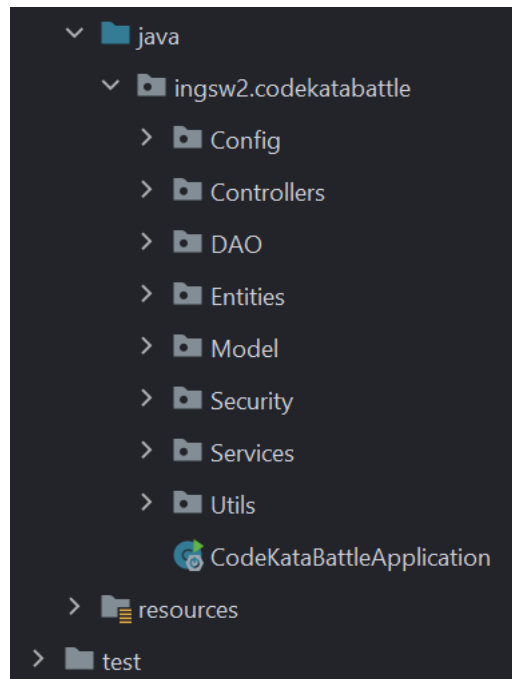 java
ingsw2.codekatabattle
Config
Controllers
DAO
Entities
Model
Security
Services
Utils
CodeKataBattleApplication
resources
test